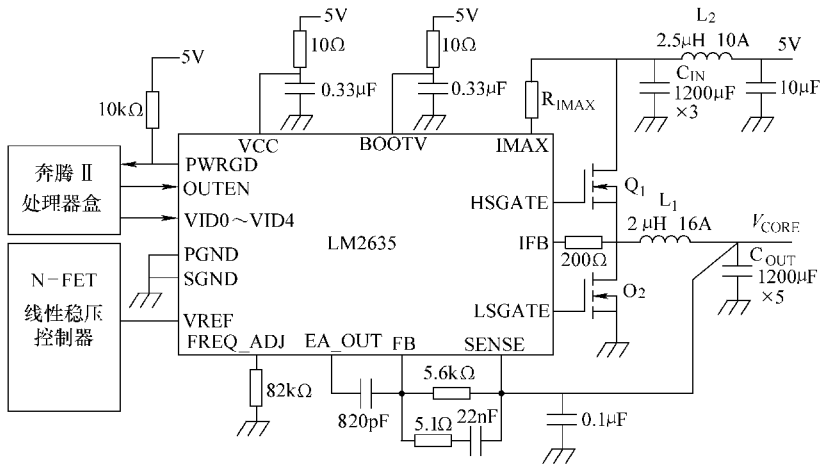 5V
5V
L2
10Ω
10Ω
2.5μH 10A
5V
5V
0.33μF
0.33μF
CIN
1200μF
×3
10μF
RIMAX
10kΩ
VCC
BOOTV
IMAX
奔腾 Ⅱ
处理器盒
PWRGD
OUTEN
VID0～VID4
HSGATE
Q1
L1
2 μH 16A
VCORE
LM2635
IFB
200Ω
COUT
1200μF
×5
PGND
SGND
N-FET
线性稳压
控制器
LSGATE
O2
VREF
FREQ_ADJ
EA_OUT
FB
SENSE
82kΩ
820pF
5.6kΩ
5.1Ω
22nF
0.1μF